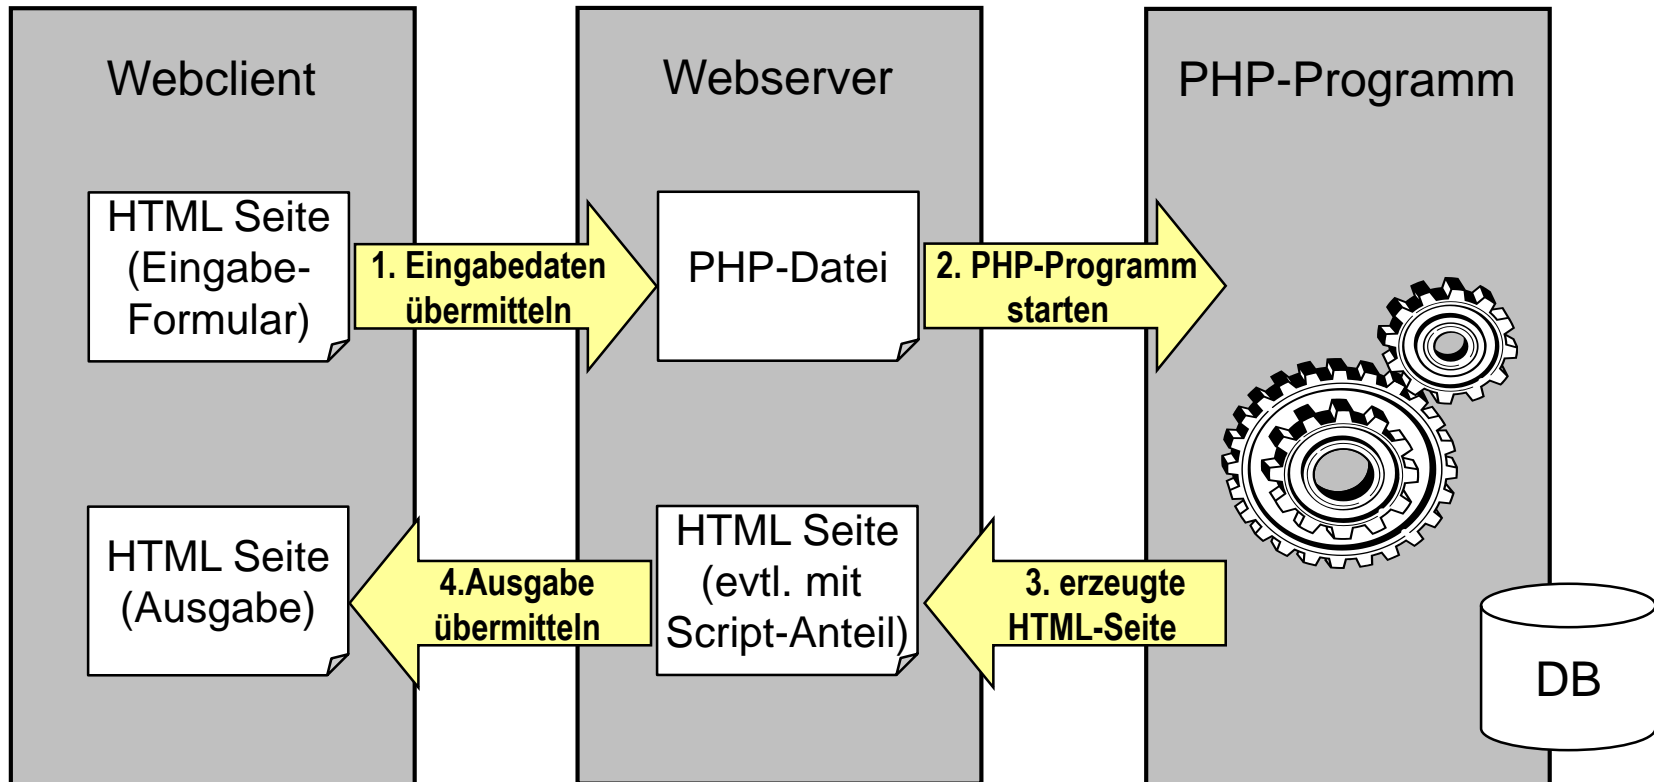 Webclient
Webserver
PHP-Programm
HTML Seite
(Eingabe-
Formular)
1. Eingabedaten
übermitteln
PHP-Datei
2. PHP-Programm
starten
HTML Seite
(Ausgabe)
4.Ausgabe
übermitteln
HTML Seite
(evtl. mit
Script-Anteil)
3. erzeugte
HTML-Seite
DB